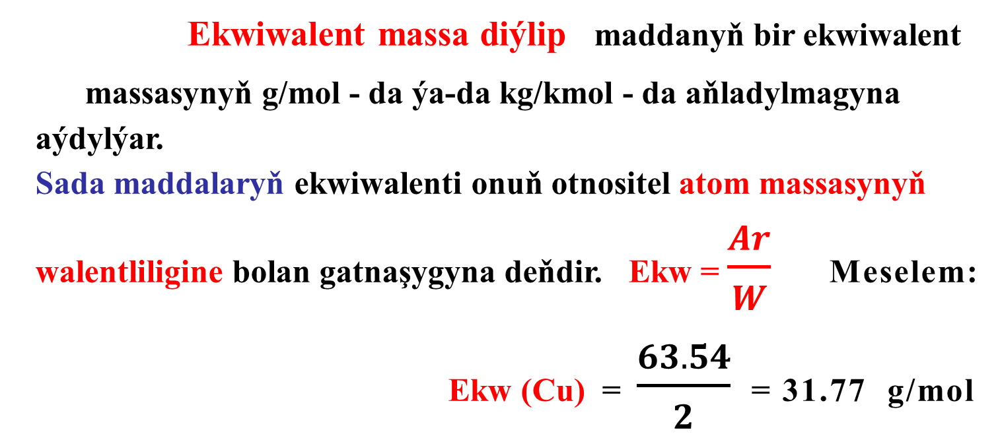 Ekwiwalent massa diýlip maddanyň bir ekwiwalent
massasynyň g/mol - da ýa-da kg/kmol - da aňladylmagyna
aýdylýar.
Sada maddalaryň ekwiwalenti onuň otnositel atom massasynyň
walentliligine bolan gatnaşygyna deňdir. Ekw = Ar/W Meselem:
Ekw (Cu) = 63.54/2 = 31.77 g/mol